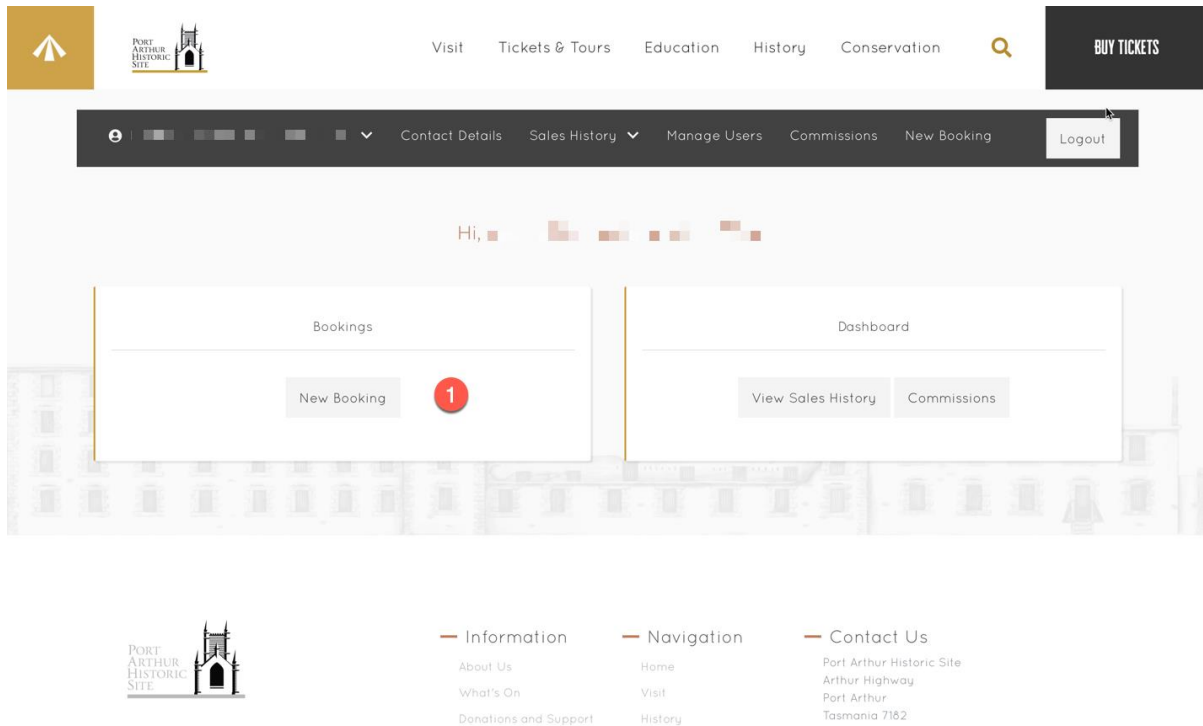 PORT
ARTHUR
HISTORIC
SITE
Visit Tickets & Tours Education History Conservation BUY TICKETS
Contact Details Sales History Manage Users Commissions New Booking Logout
Hi,
Bookings Dashboard
New Booking 1 View Sales History Commissions
PORT
ARTHUR
HISTORIC
SITE
Information
About Us
What's On
Donations and Support
Navigation
Home
Visit
History
Contact Us
Port Arthur Historic Site
Arthur Highway
Port Arthur
Tasmania 7182